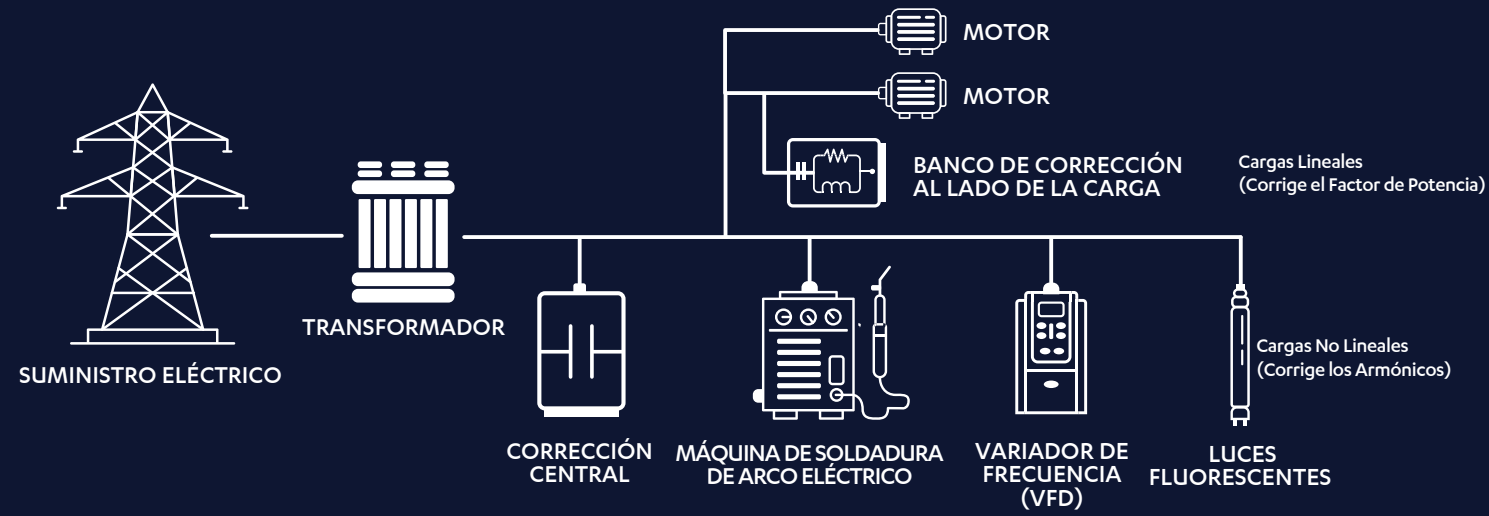 MOTOR
MOTOR
BANCO DE CORRECCIÓN
AL LADO DE LA CARGA
Cargas Lineales
(Corrige el Factor de Potencia)
TRANSFORMADOR
SUMINISTRO ELÉCTRICO
Cargas No Lineales
(Corrige los Armónicos)
CORRECCIÓN
CENTRAL
MÁQUINA DE SOLDADURA
DE ARCO ELÉCTRICO
VARIADOR DE
FRECUENCIA
(VFD)
LUCES
FLUORESCENTES